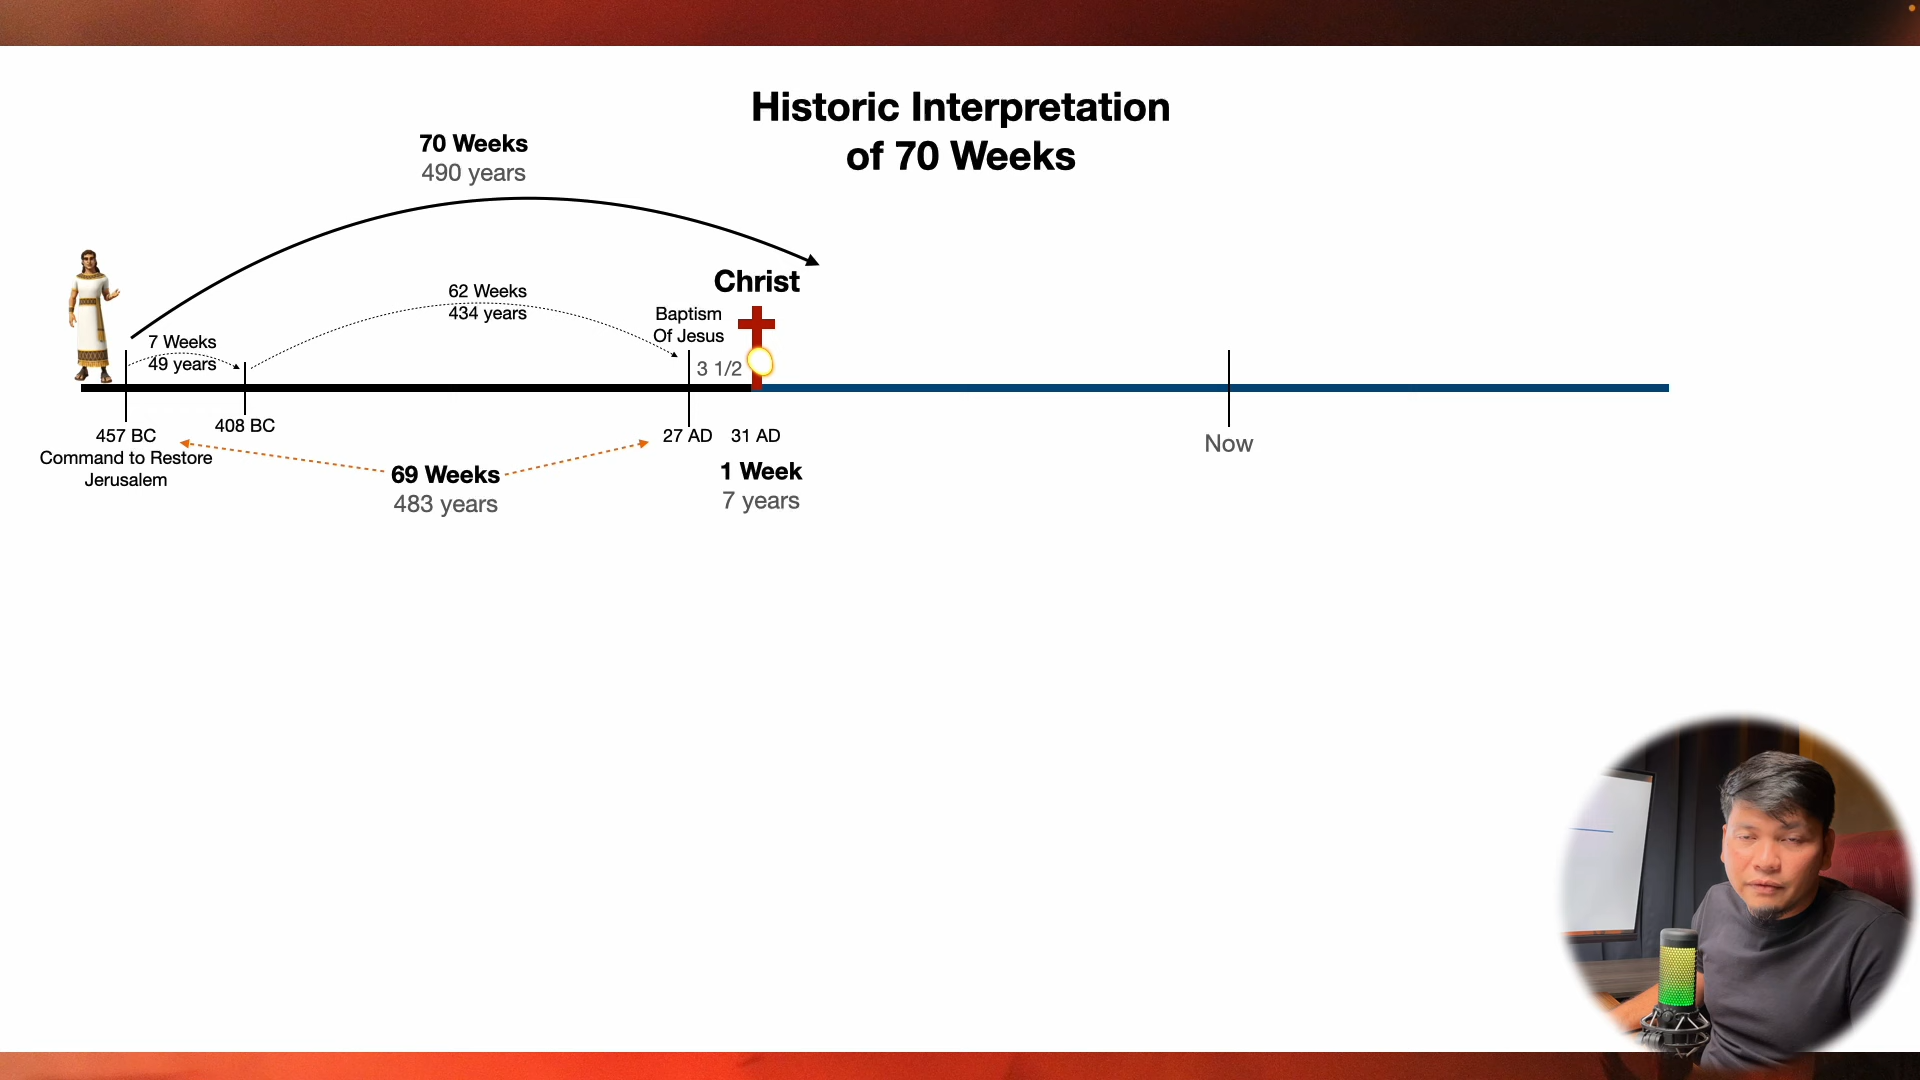 Historic Interpretation
of 70 Weeks
70 Weeks
490 years
Christ
62 Weeks
434 years
Baptism
Of Jesus
7 Weeks
49 years
3 1/2
457 BC
Command to Restore
Jerusalem
408 BC
27 AD
31 AD
Now
69 Weeks
483 years
1 Week
7 years